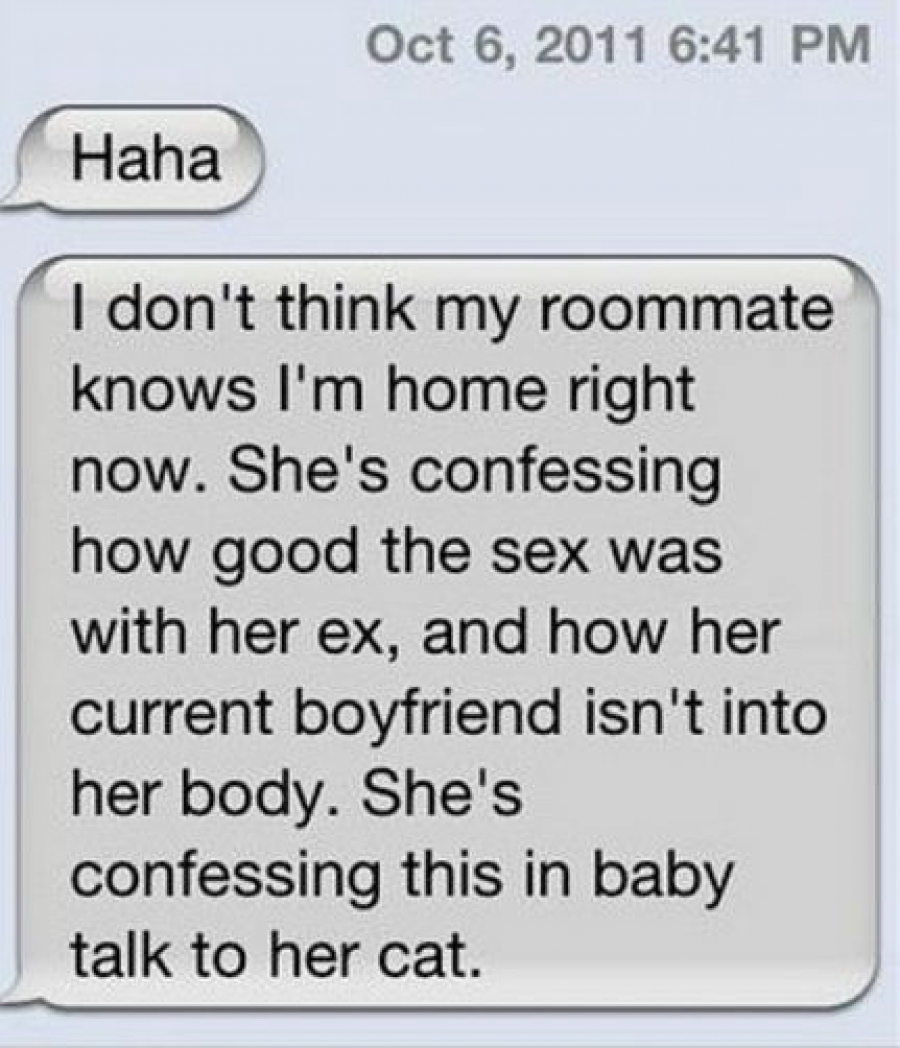 Oct 6, 2011 6:41 PM
Haha
I don't think my roommate
knows I'm home right
now. She's confessing
how good the sex was
with her ex, and how her
current boyfriend isn't into
her body. She's
confessing this in baby
talk to her cat.